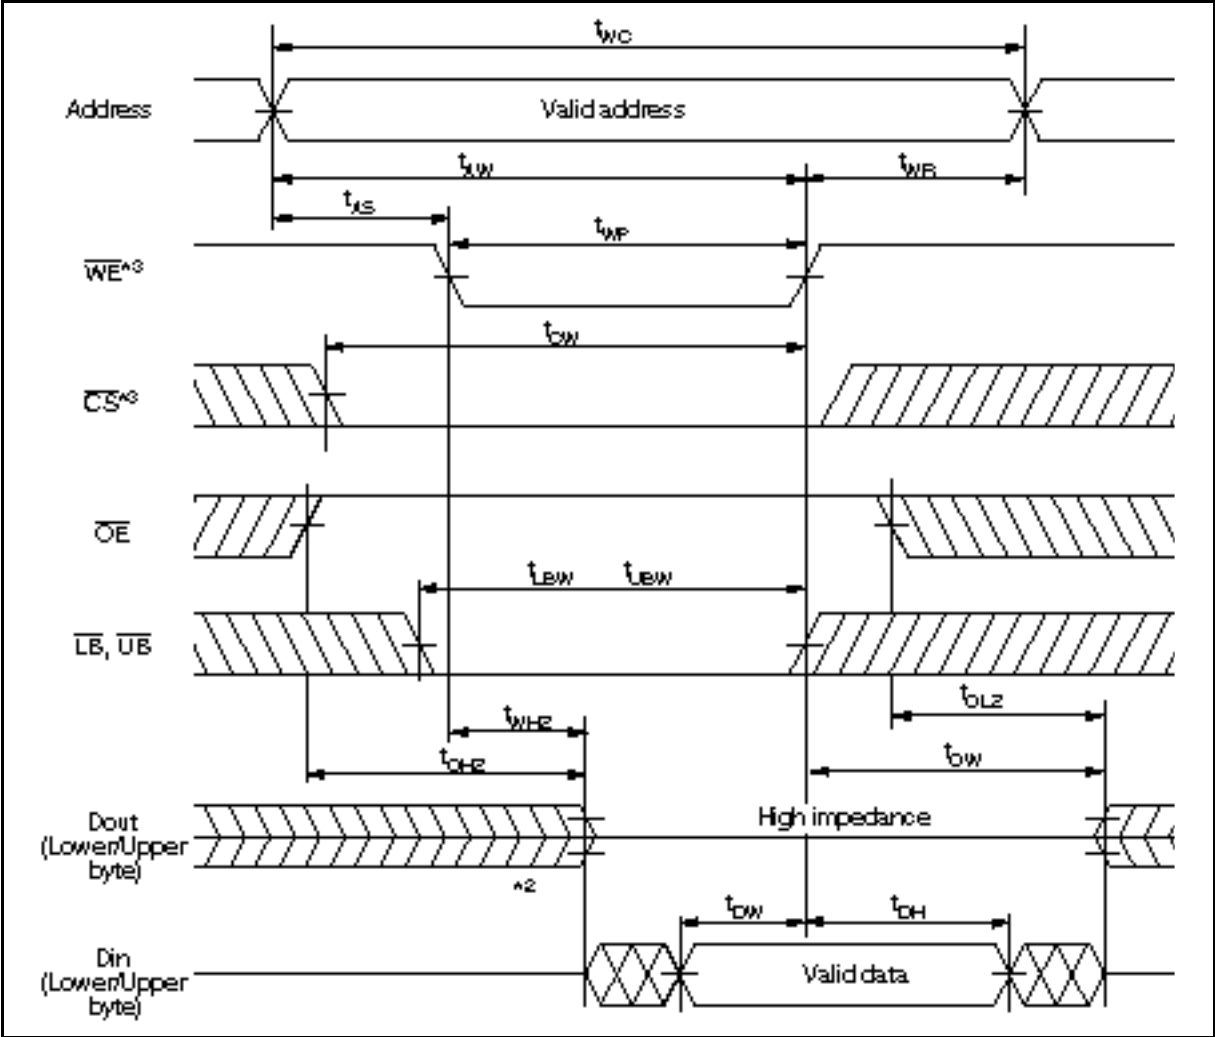 tWC
Address
Valid address
tAW
tWR
tAS
tWP
WE*3
tCW
CS*3
OE
tLBW
tUBW
LB, UB
tOLZ
tWHZ
tOHZ
tOW
Dout
(Lower/Upper
byte)
High impedance
*2
tDW
tDH
Din
(Lower/Upper
byte)
Valid data